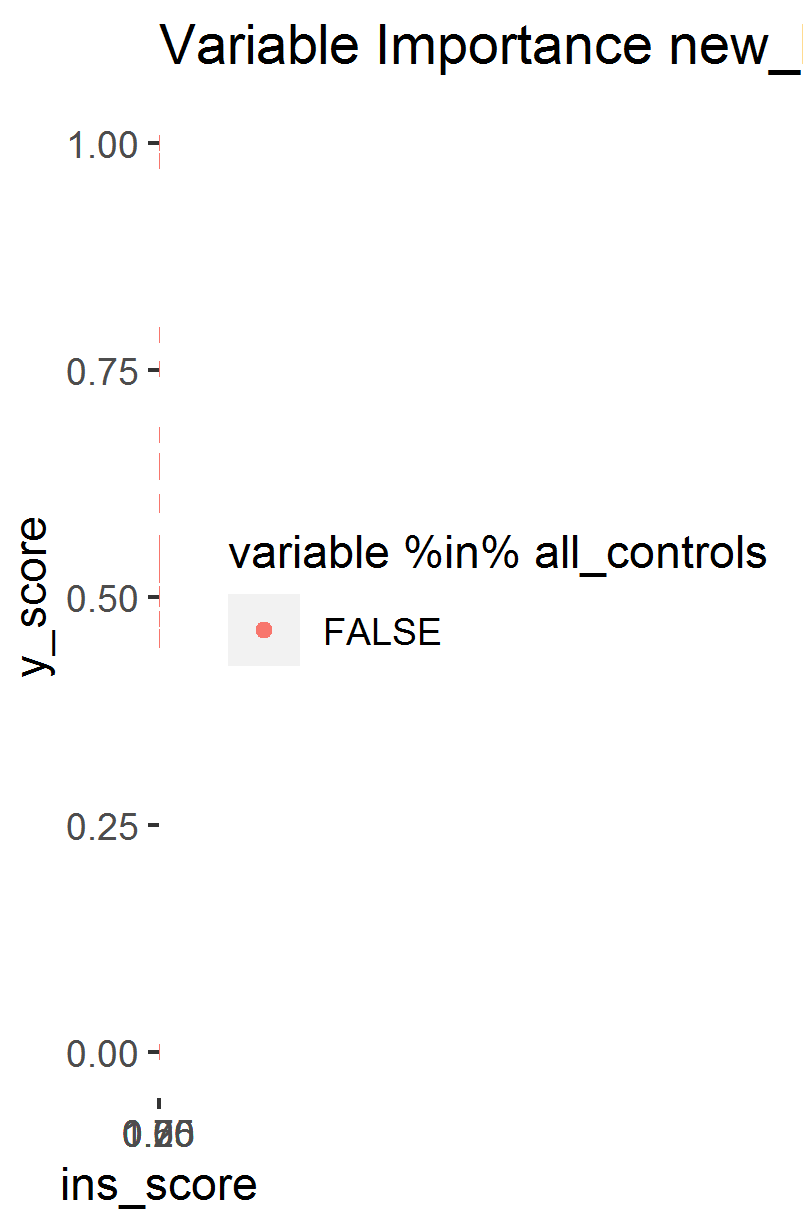 Variable Importance new_
1.00
0.75
variable %in% all_controls
y_score
0.50
FALSE
0.25
0.00
ins_score